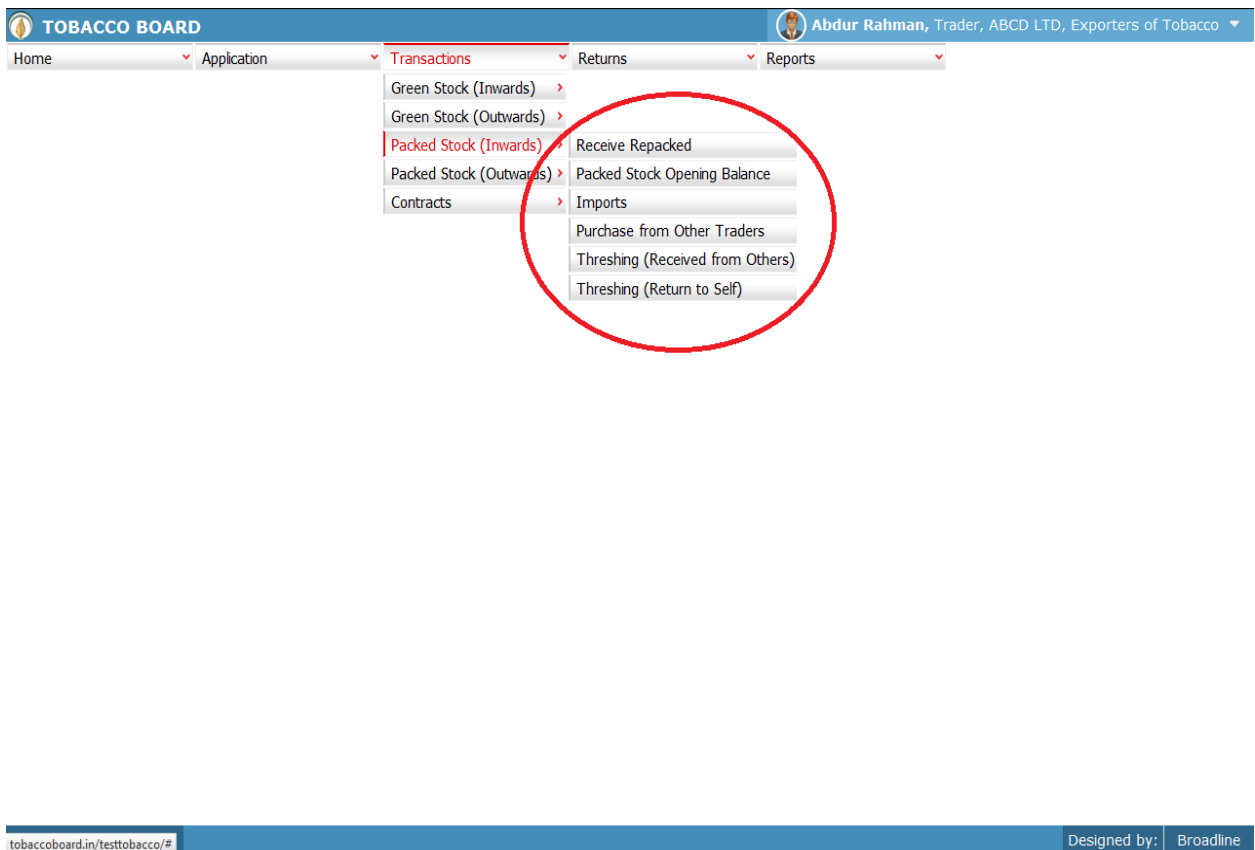 TOBACCO BOARD
Abdur Rahman, Trader, ABCD LTD, Exporters of Tobacco
Home Application Transactions Returns Reports
Green Stock (Inwards)
Green Stock (Outwards)
Packed Stock (Inwards) Receive Repacked
Packed Stock (Outwards) Packed Stock Opening Balance
Contracts Imports
Purchase from Other Traders
Threshing (Received from Others)
Threshing (Return to Self)
tobaccoboard.in/testtobacco/# Designed by: Broadline